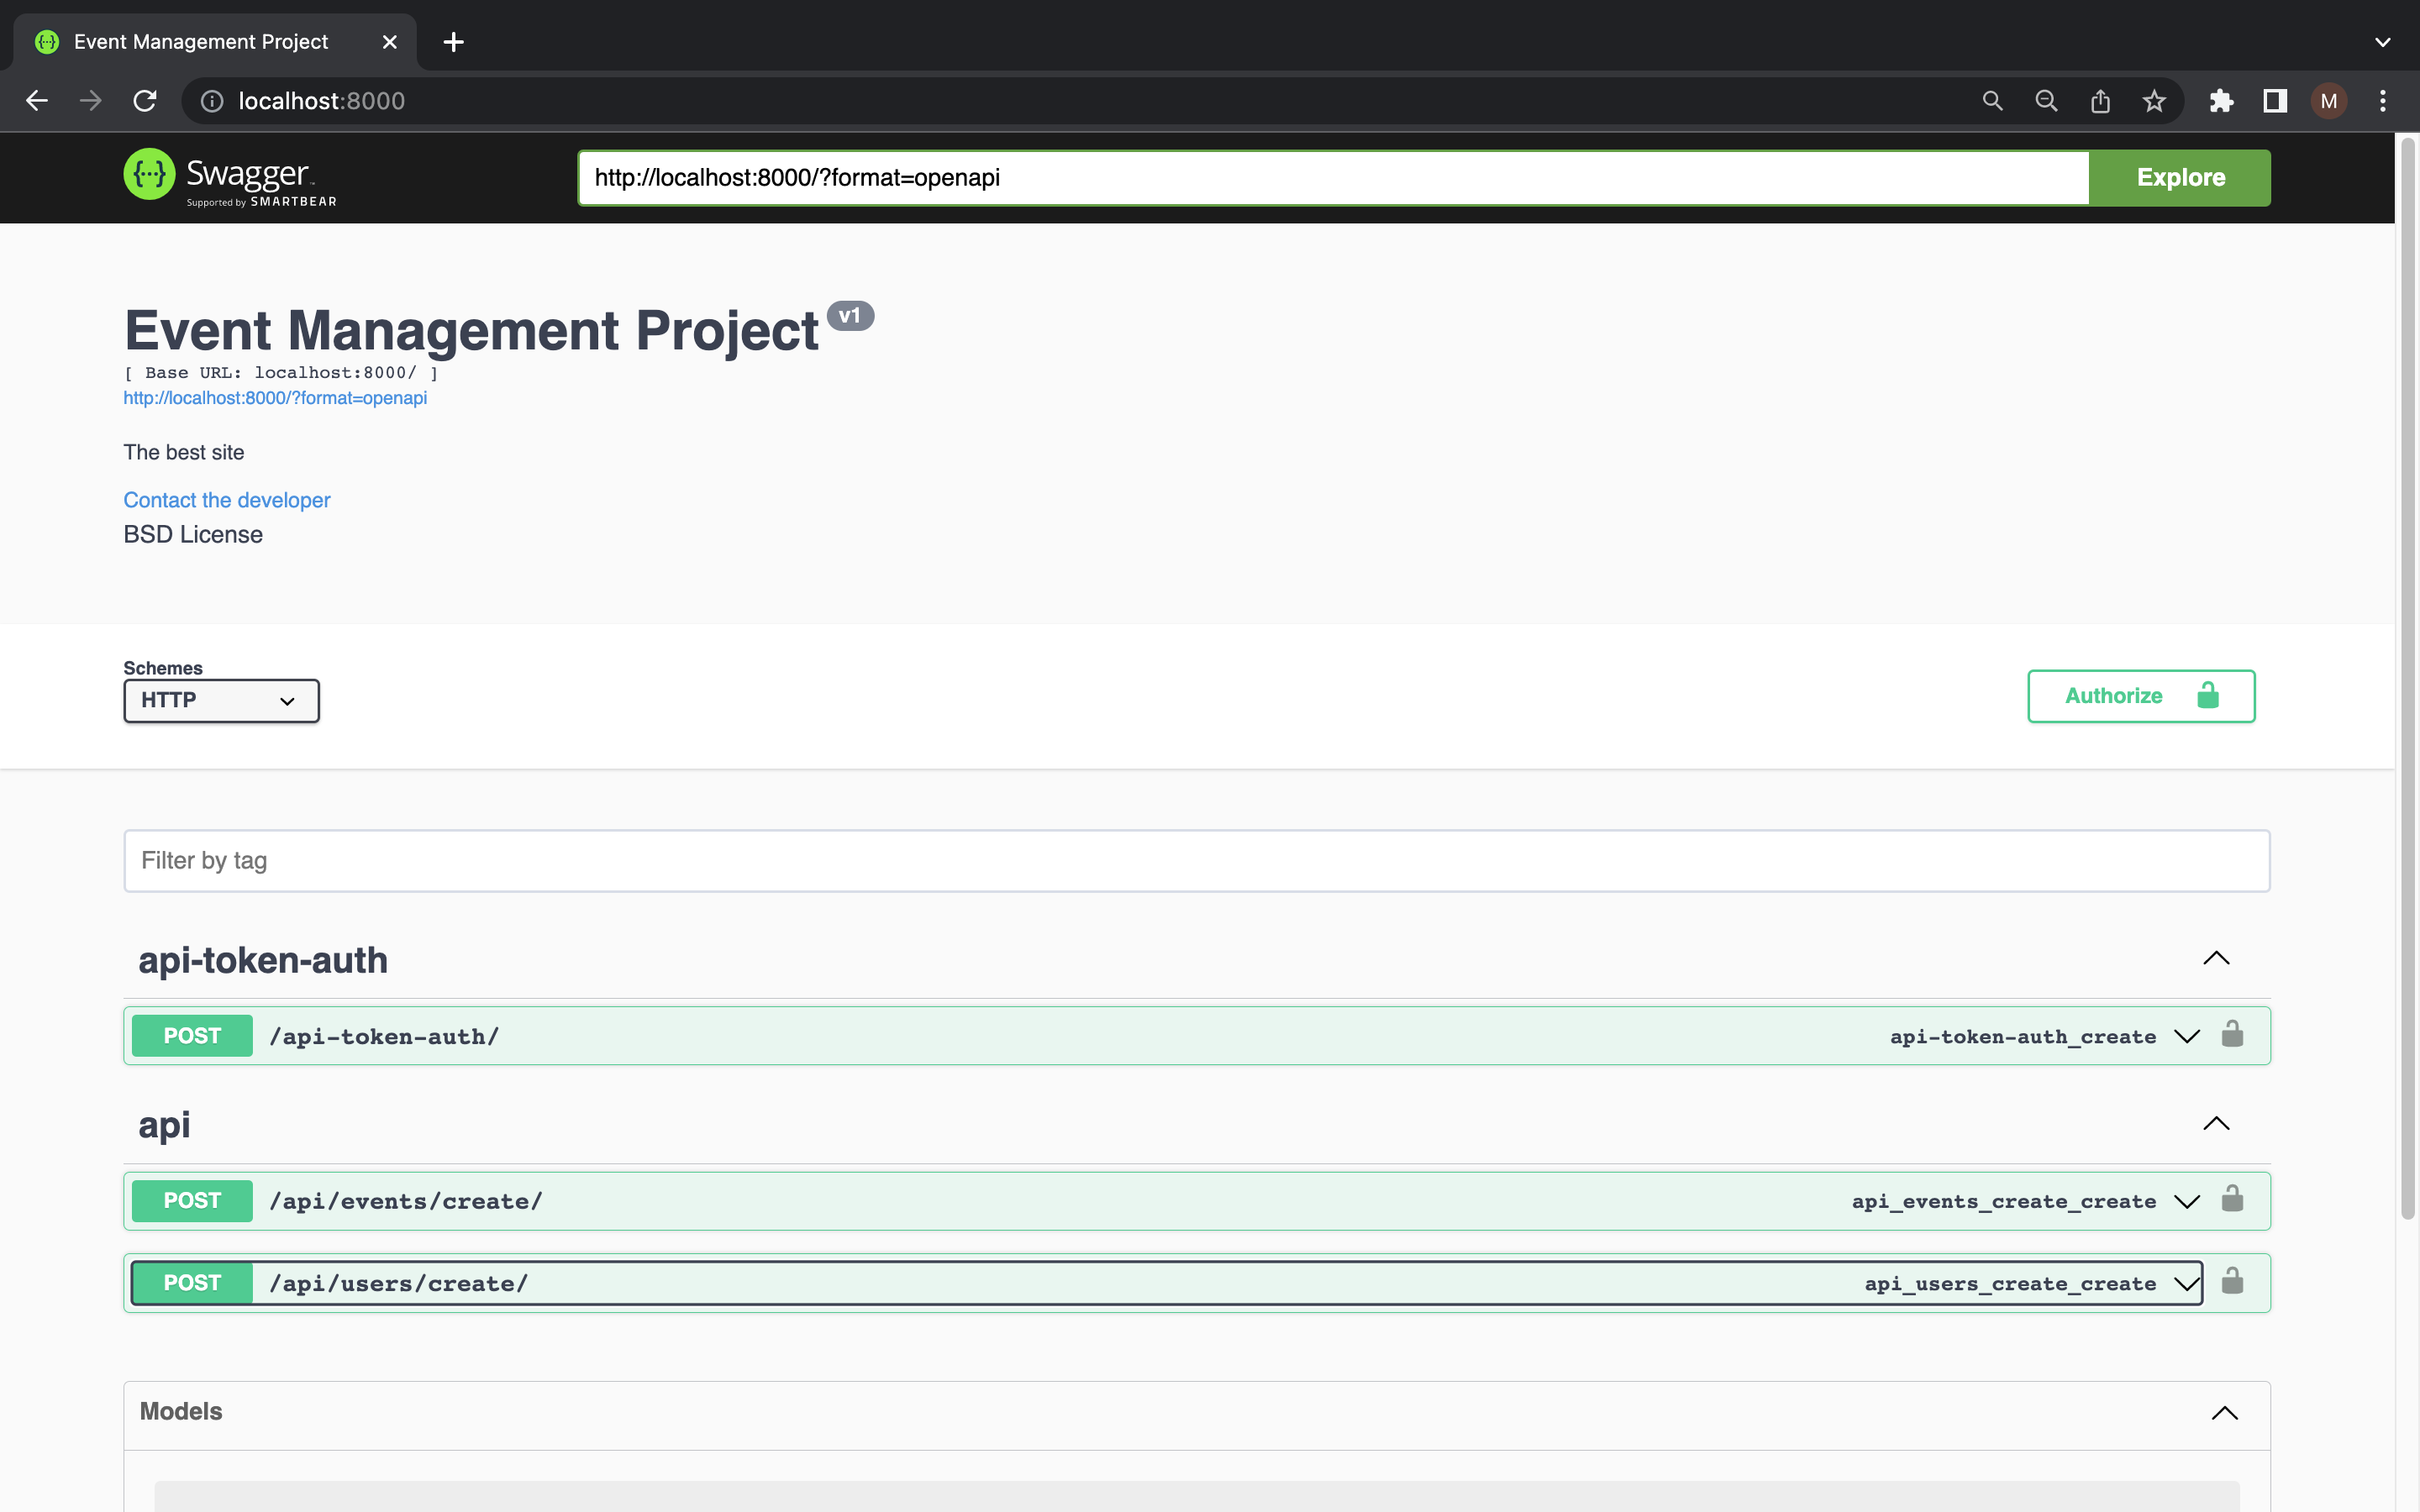 Event Management Project
localhost:8000
M
Swagger
Supported by SMARTBEAR
http://localhost:8000/?format=openapi
Explore
Event Management Project v1
[ Base URL: localhost:8000/ ]
http://localhost:8000/?format=openapi
The best site
Contact the developer
BSD License
Schemes
HTTP
Authorize
Filter by tag
api-token-auth
POST /api-token-auth/ api-token-auth_create
api
POST /api/events/create/ api_events_create_create
POST /api/users/create/ api_users_create_create
Models